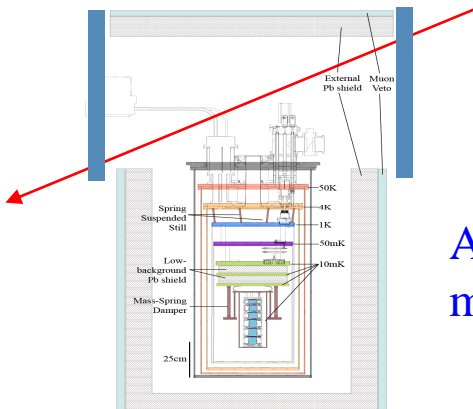 External
Pb shield
Muon
Veto
50K
4K
Spring
Suspended
Still
1K
50mK
Low-
background
Pb shield
10mK
Mass-Spring
Damper
25cm
A
m